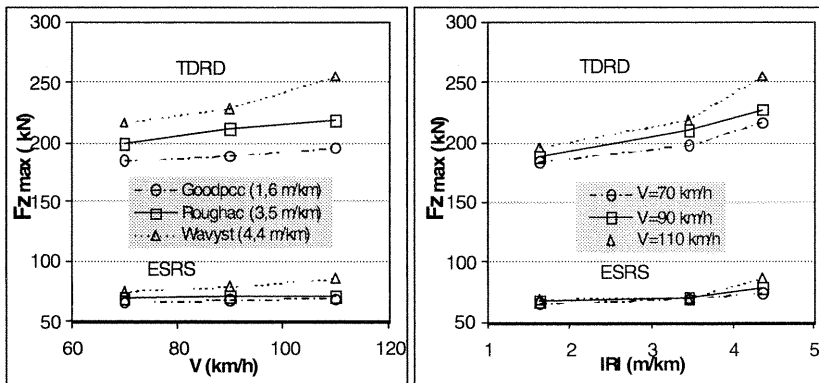 300
250
200
150
100
50
Fz max (kN)
TDRD
Goodpcc (1,6 m/km)
Roughac (3,5 m/km)
Wavyst (4,4 m/km)
ESRS
60
80
100
120
V (km/h)
300
250
200
150
100
50
Fz max (kN)
TDRD
V=70 km/h
V=90 km/h
V=110 km/h
ESRS
1
2
3
4
5
IRI (m/km)